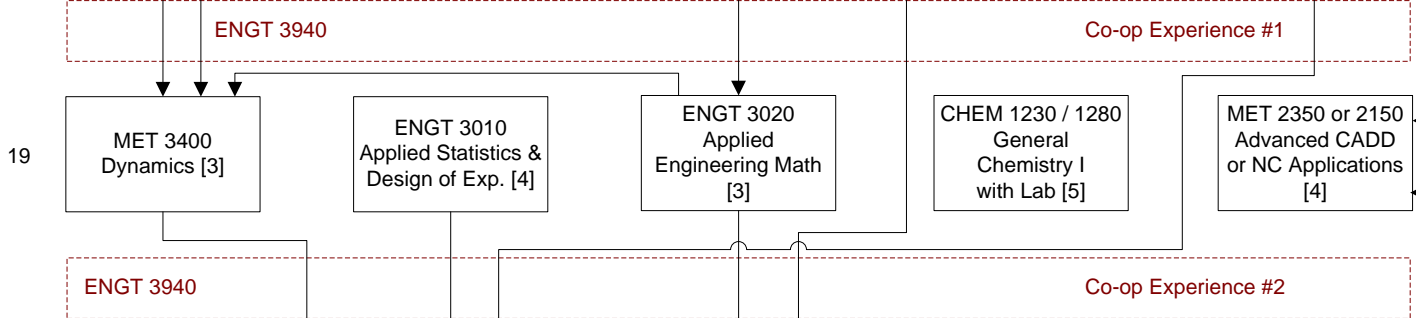 ENGT 3940
Co-op Experience #1
19
MET 3400
Dynamics [3]
ENGT 3010
Applied Statistics &
Design of Exp. [4]
ENGT 3020
Applied
Engineering Math
[3]
CHEM 1230 / 1280
General
Chemistry I
with Lab [5]
MET 2350 or 2150
Advanced CADD
or NC Applications
[4]
ENGT 3940
Co-op Experience #2